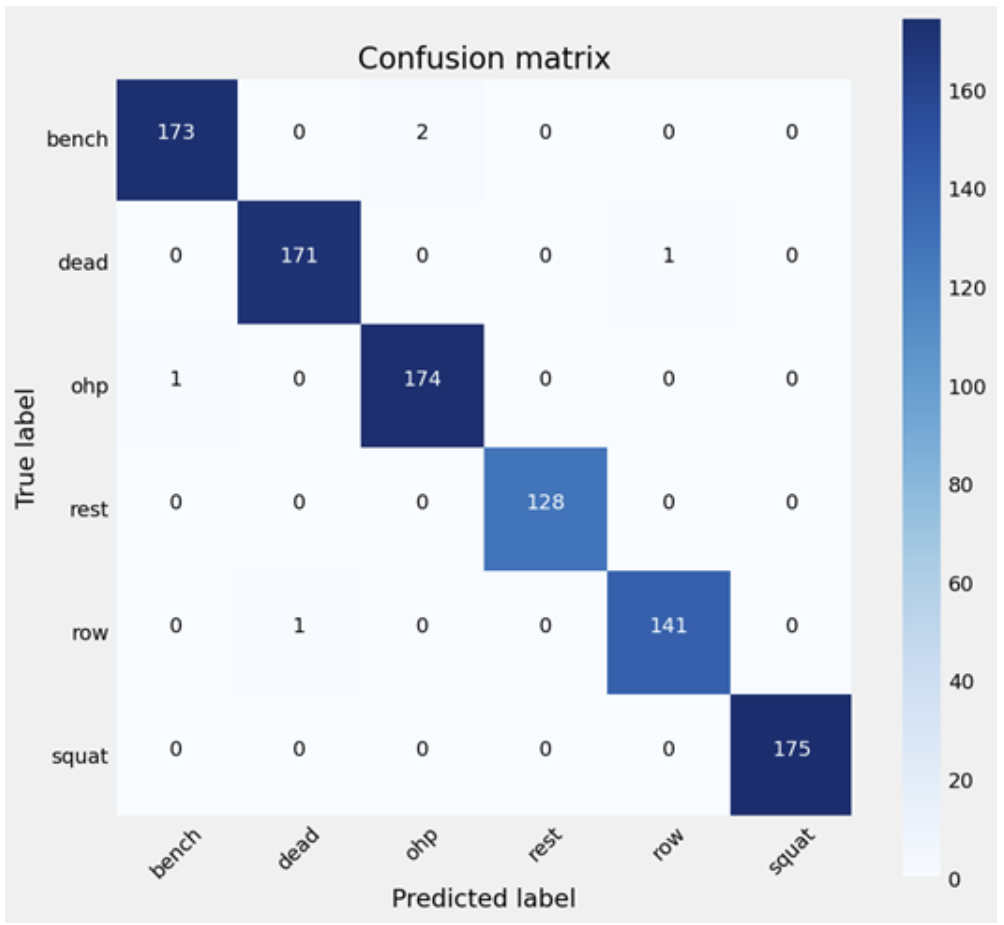 Confusion matrix
bench 173 0 2 0 0 0
dead 0 171 0 0 1 0
ohp 1 0 174 0 0 0
rest 0 0 0 128 0 0
row 0 1 0 0 141 0
squat 0 0 0 0 0 175
True label
bench dead ohp rest row squat
Predicted label
160
140
120
100
80
60
40
20
0